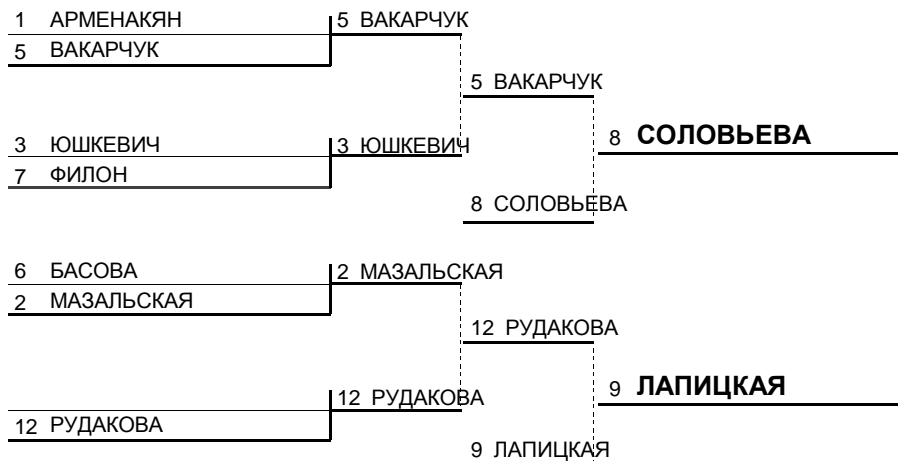 1 АРМЕНАКЯН 5 ВАКАРЧУК
5 ВАКАРЧУК
5 ВАКАРЧУК
3 ЮШКЕВИЧ 3 ЮШКЕВИЧ 8 СОЛОВЬЕВА
7 ФИЛОН
8 СОЛОВЬЕВА
6 БАСОВА 2 МАЗАЛЬСКАЯ
2 МАЗАЛЬСКАЯ
12 РУДАКОВА
12 РУДАКОВА 9 ЛАПИЦКАЯ
12 РУДАКОВА
9 ЛАПИЦКАЯ